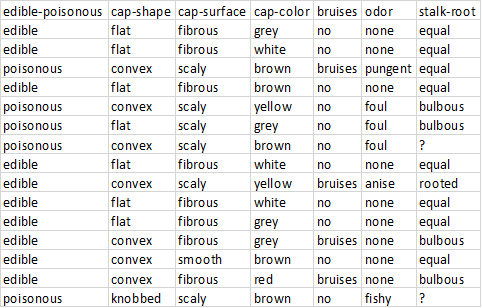 edible-poisonous cap-shape cap-surface cap-color bruises odor stalk-root
edible flat fibrous grey no none equal
edible flat fibrous white no none equal
poisonous convex scaly brown bruises pungent equal
edible flat fibrous brown no none equal
poisonous convex scaly yellow no foul bulbous
poisonous flat scaly grey no foul bulbous
poisonous convex scaly brown no foul ?
edible flat fibrous white no none equal
edible convex scaly yellow bruises anise rooted
edible flat fibrous white no none equal
edible flat fibrous grey no none equal
edible convex fibrous grey bruises none bulbous
edible convex smooth brown no none equal
edible convex fibrous red bruises none bulbous
poisonous knobbed scaly brown no fishy ?